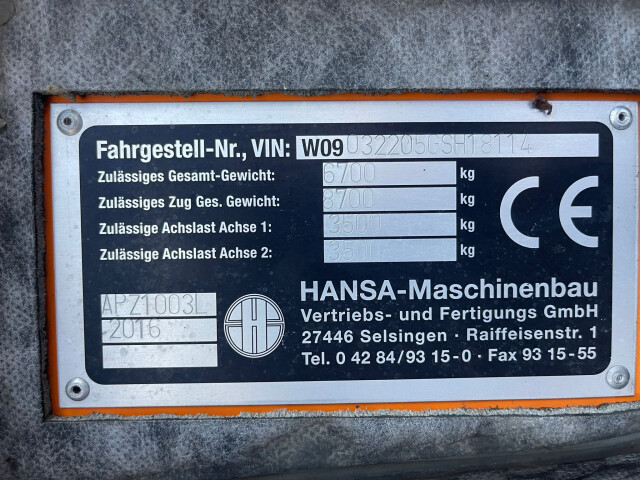 Fahrgestell-Nr., VIN: W09U32205GSH18114
Zulässiges Gesamt-Gewicht: 6700 kg
Zulässiges Zug Ges. Gewicht: 8700 kg
Zulässige Achslast Achse 1: 3500 kg
Zulässige Achslast Achse 2: 3500 kg
CE
APZ1003L
2016
H
HANSA-Maschinenbau
Vertriebs- und Fertigungs GmbH
27446 Selsingen · Raiffeisenstr. 1
Tel. 0 42 84/93 15-0 · Fax 93 15-55